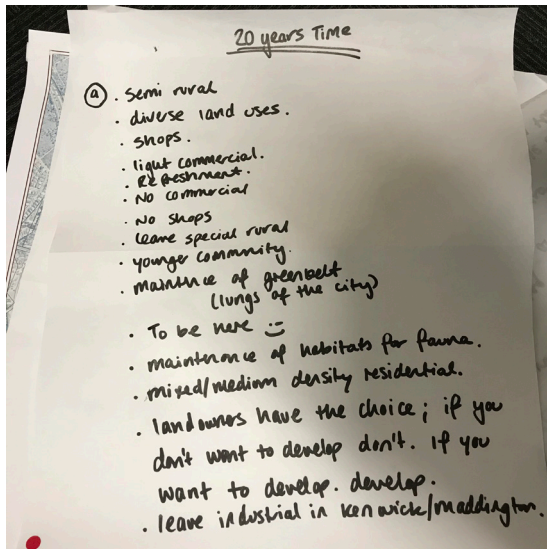 20 years Time
ⓐ . semi rural
. diverse land uses.
. shops.
. light commercial.
. Refreshment.
. No commercial
. No shops
. leave special rural
. younger community.
. maintnce of greenbelt
(lungs of the city)
. To be here
. maintenance of habitats for fauna.
. mixed/medium density residential.
. landowners have the choice; if you
don't want to develop don't. If you
want to develop. develop.
. leave industrial in Kenwick/maddington.